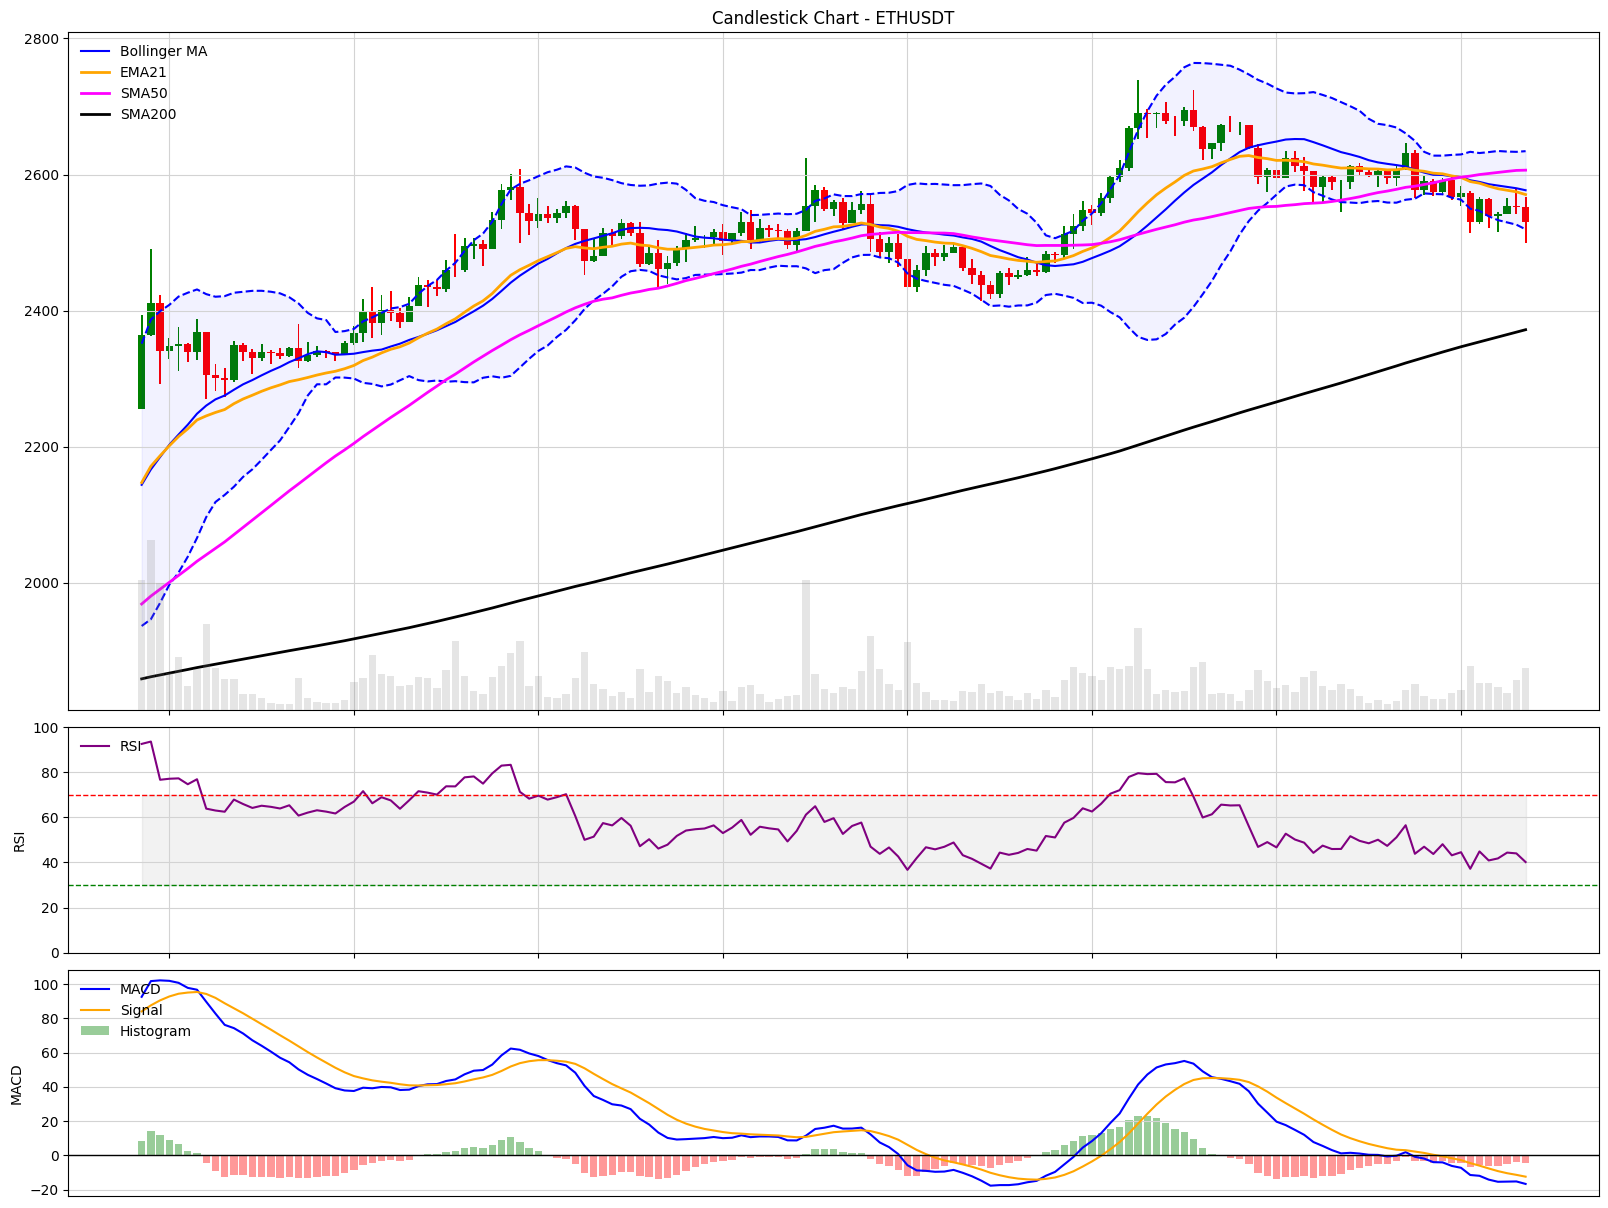 Candlestick Chart - ETHUSDT
2800
Bollinger MA
EMA21
SMA50
SMA200
2600
2400
2200
2000
100
RSI
80
60
RSI
40
20
0
100
MACD
Signal
80
Histogram
60
MACD
40
20
0
−20